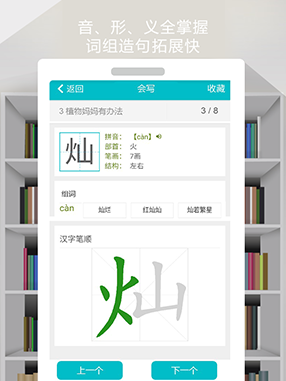 音、形、义全掌握
词组造句拓展快
返回 会写 收藏
3 植物妈妈有办法 3 / 8
灿
拼音：【càn】
部首：火
笔画：7画
结构：左右
组词
càn 灿烂 红灿灿 灿若繁星
汉字笔顺
灿
上一个 下一个